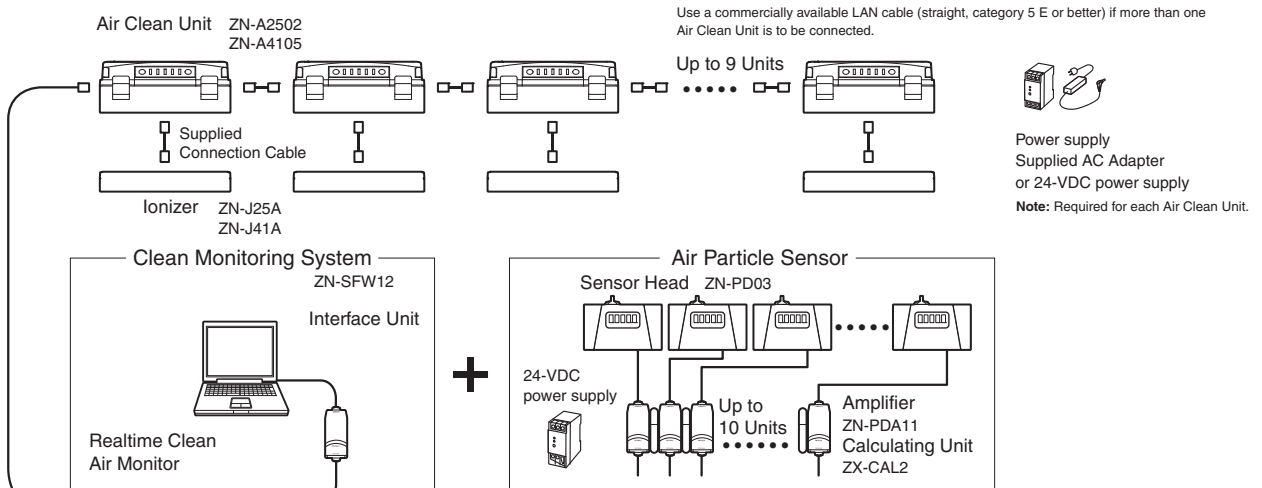 Air Clean Unit ZN-A2502
ZN-A4105
Use a commercially available LAN cable (straight, category 5 E or better) if more than one
Air Clean Unit is to be connected.
Up to 9 Units
Supplied
Connection Cable
Ionizer ZN-J25A
ZN-J41A
Power supply
Supplied AC Adapter
or 24-VDC power supply
Note: Required for each Air Clean Unit.
Clean Monitoring System
ZN-SFW12
Interface Unit
Realtime Clean
Air Monitor
Air Particle Sensor
Sensor Head ZN-PD03
24-VDC
power supply
Up to
10 Units
Amplifier
ZN-PDA11
Calculating Unit
ZX-CAL2